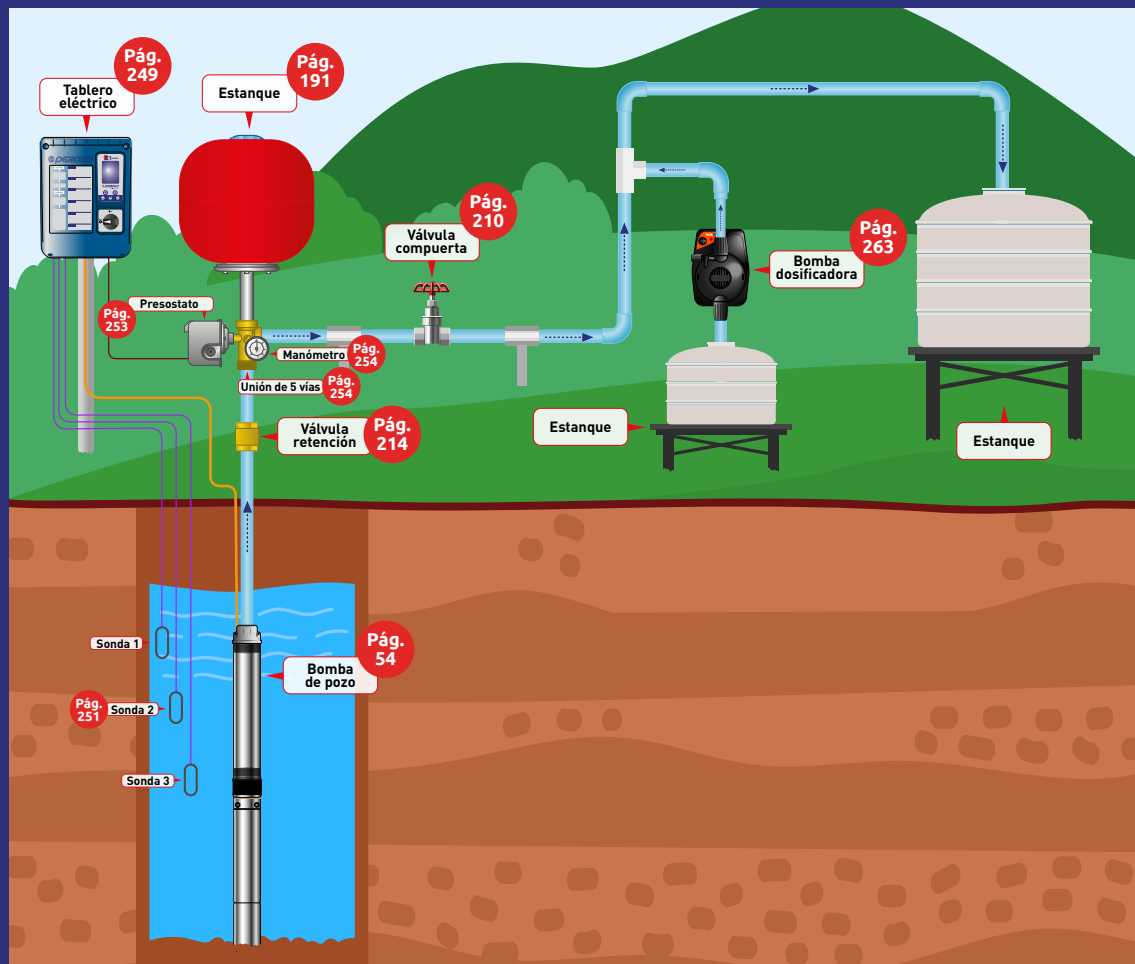 Pág.
249
Tablero
eléctrico
Pág.
191
Estanque
PEDROLLO
Pág.
210
Válvula
compuerta
Pág.
263
Bomba
dosificadora
Presostato
Pág.
253
Manómetro
Pág.
254
Unión de 5 vías
Pág.
254
Válvula
retención
Pág.
214
Estanque
Estanque
Sonda 1
Pág.
54
Bomba
de pozo
Pág.
251
Sonda 2
Sonda 3